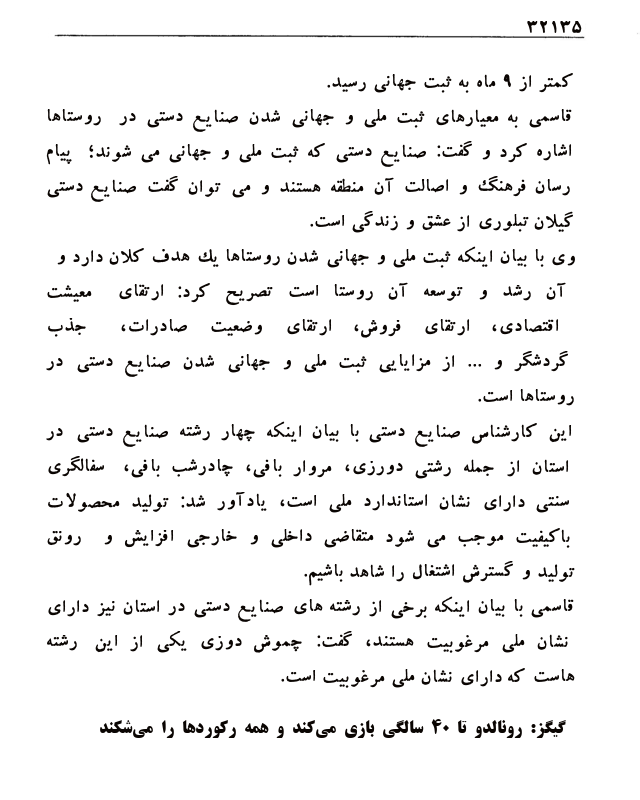 ۳۲۱۳۵
کمتر از ۹ ماه به ثبت جهانی رسید.
قاسمی به معیارهای ثبت ملی و جهانی شدن صنایع دستی در روستاها
اشاره کرد و گفت: صنایع دستی که ثبت ملی و جهانی می شوند؛ پیام
رسان فرهنگ و اصالت آن منطقه هستند و می توان گفت صنایع دستی
گیلان تبلوری از عشق و زندگی است.
وی با بیان اینکه ثبت ملی و جهانی شدن روستاها یك هدف کلان دارد و
آن رشد و توسعه آن روستا است تصریح کرد: ارتقای معیشت
اقتصادی، ارتقای فروش، ارتقای وضعیت صادرات، جذب
گردشگر و ... از مزایایی ثبت ملی و جهانی شدن صنایع دستی در
روستاها است.
این کارشناس صنایع دستی با بیان اینکه چهار رشته صنایع دستی در
استان از جمله رشتی دورزی، مروار بافی، چادرشب بافی، سفالگری
سنتی دارای نشان استاندارد ملی است، یادآور شد: تولید محصولات
باکیفیت موجب می شود متقاضی داخلی و خارجی افزایش و رونق
تولید و گسترش اشتغال را شاهد باشیم.
قاسمی با بیان اینکه برخی از رشته های صنایع دستی در استان نیز دارای
نشان ملی مرغوبیت هستند، گفت: چموش دوزی یکی از این رشته
هاست که دارای نشان ملی مرغوبیت است.
گیگز: رونالدو تا ۴۰ سالگی بازی می‌کند و همه رکوردها را می‌شکند